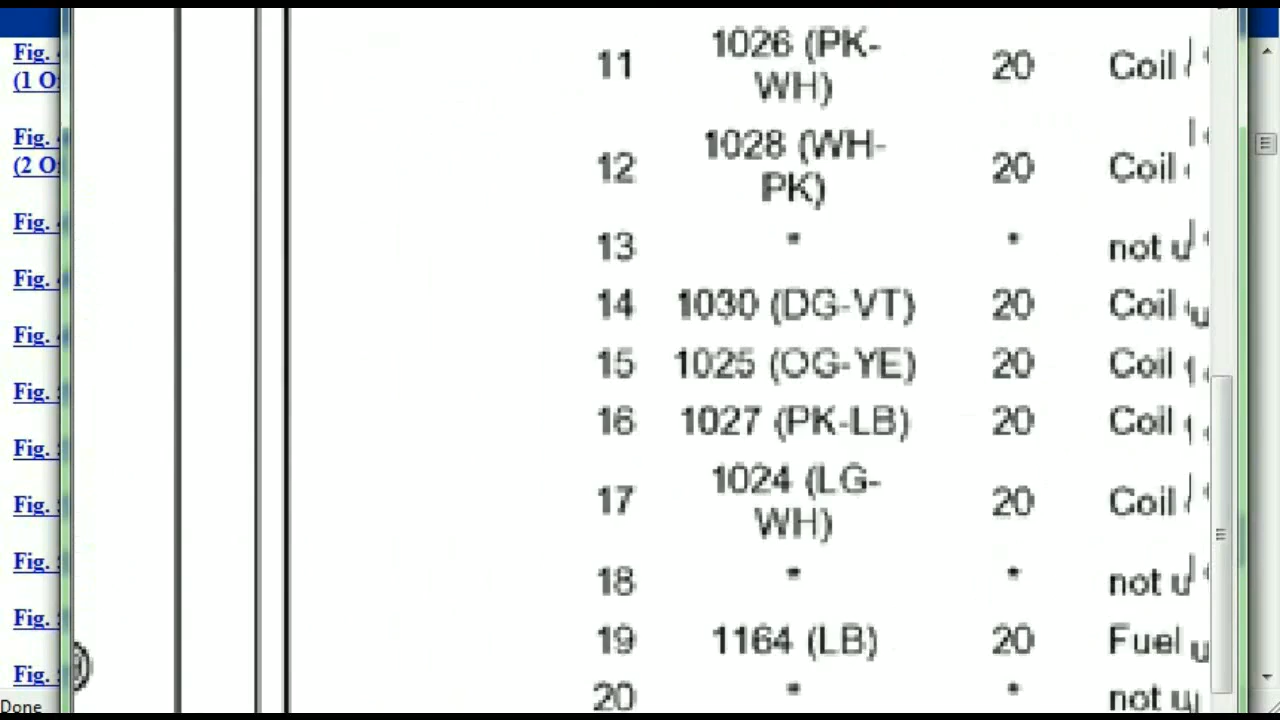 Fig.
(1 O
Fig.
(2 O
Fig.
Fig.
Fig.
Fig.
Fig.
Fig.
Fig.
Fig.
Fig.
Done
11 1026 (PK-WH) 20 Coil
12 1028 (WH-PK) 20 Coil
13 * * not u
14 1030 (DG-VT) 20 Coil
15 1025 (OG-YE) 20 Coil
16 1027 (PK-LB) 20 Coil
17 1024 (LG-WH) 20 Coil
18 * * not u
19 1164 (LB) 20 Fuel
20 * * not u